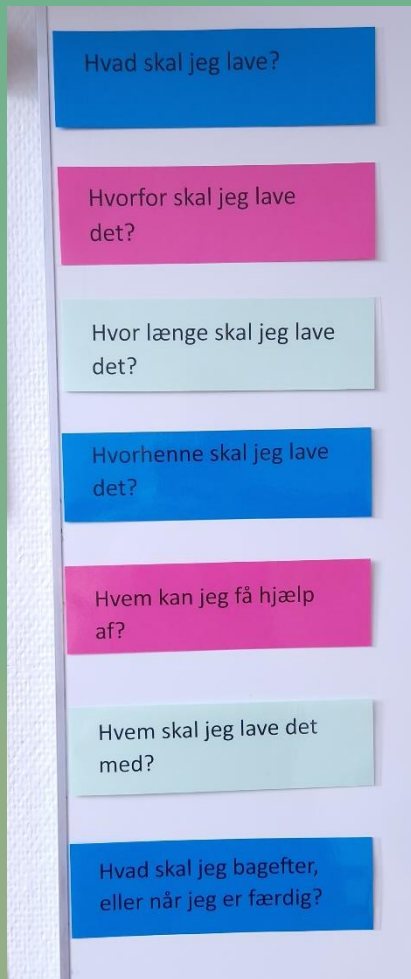 Hvad skal jeg lave?
Hvorfor skal jeg lave
det?
Hvor længe skal jeg lave
det?
Hvorhenne skal jeg lave
det?
Hvem kan jeg få hjælp
af?
Hvem skal jeg lave det
med?
Hvad skal jeg bagefter,
eller når jeg er færdig?